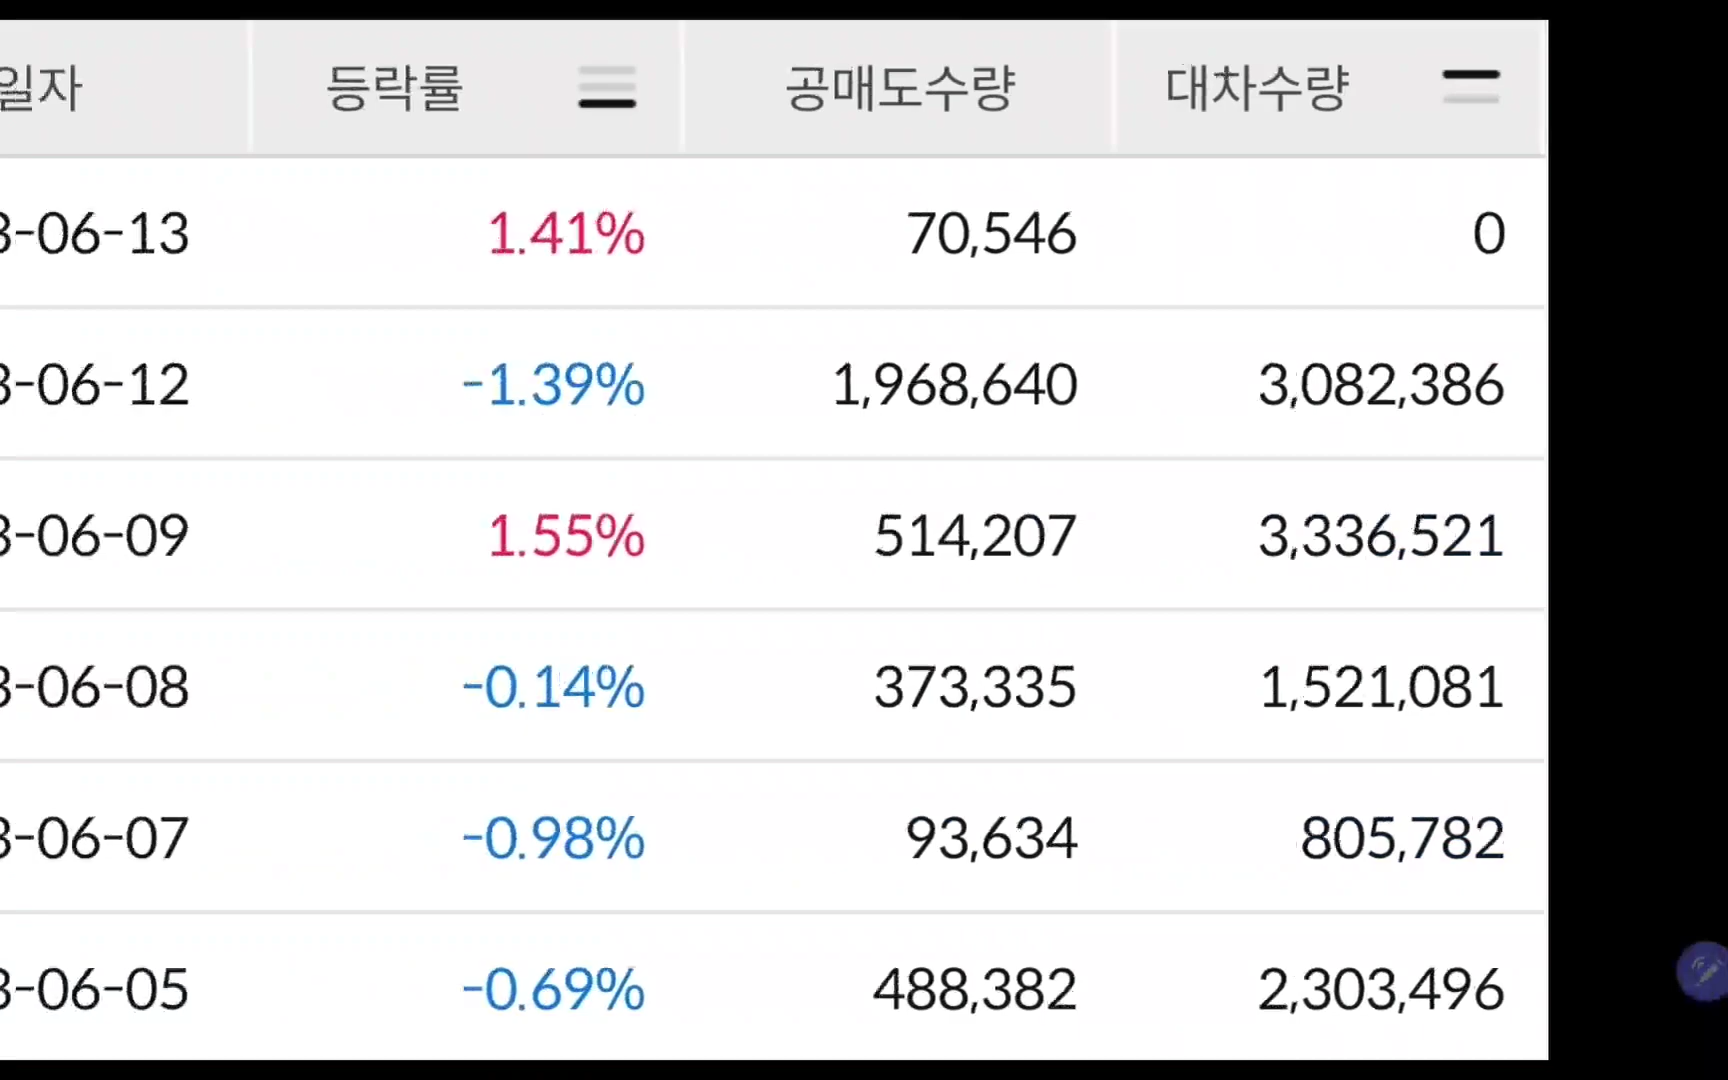 일자 등락률 공매도수량 대차수량
3-06-13 1.41% 70,546 0
3-06-12 -1.39% 1,968,640 3,082,386
3-06-09 1.55% 514,207 3,336,521
3-06-08 -0.14% 373,335 1,521,081
3-06-07 -0.98% 93,634 805,782
3-06-05 -0.69% 488,382 2,303,496